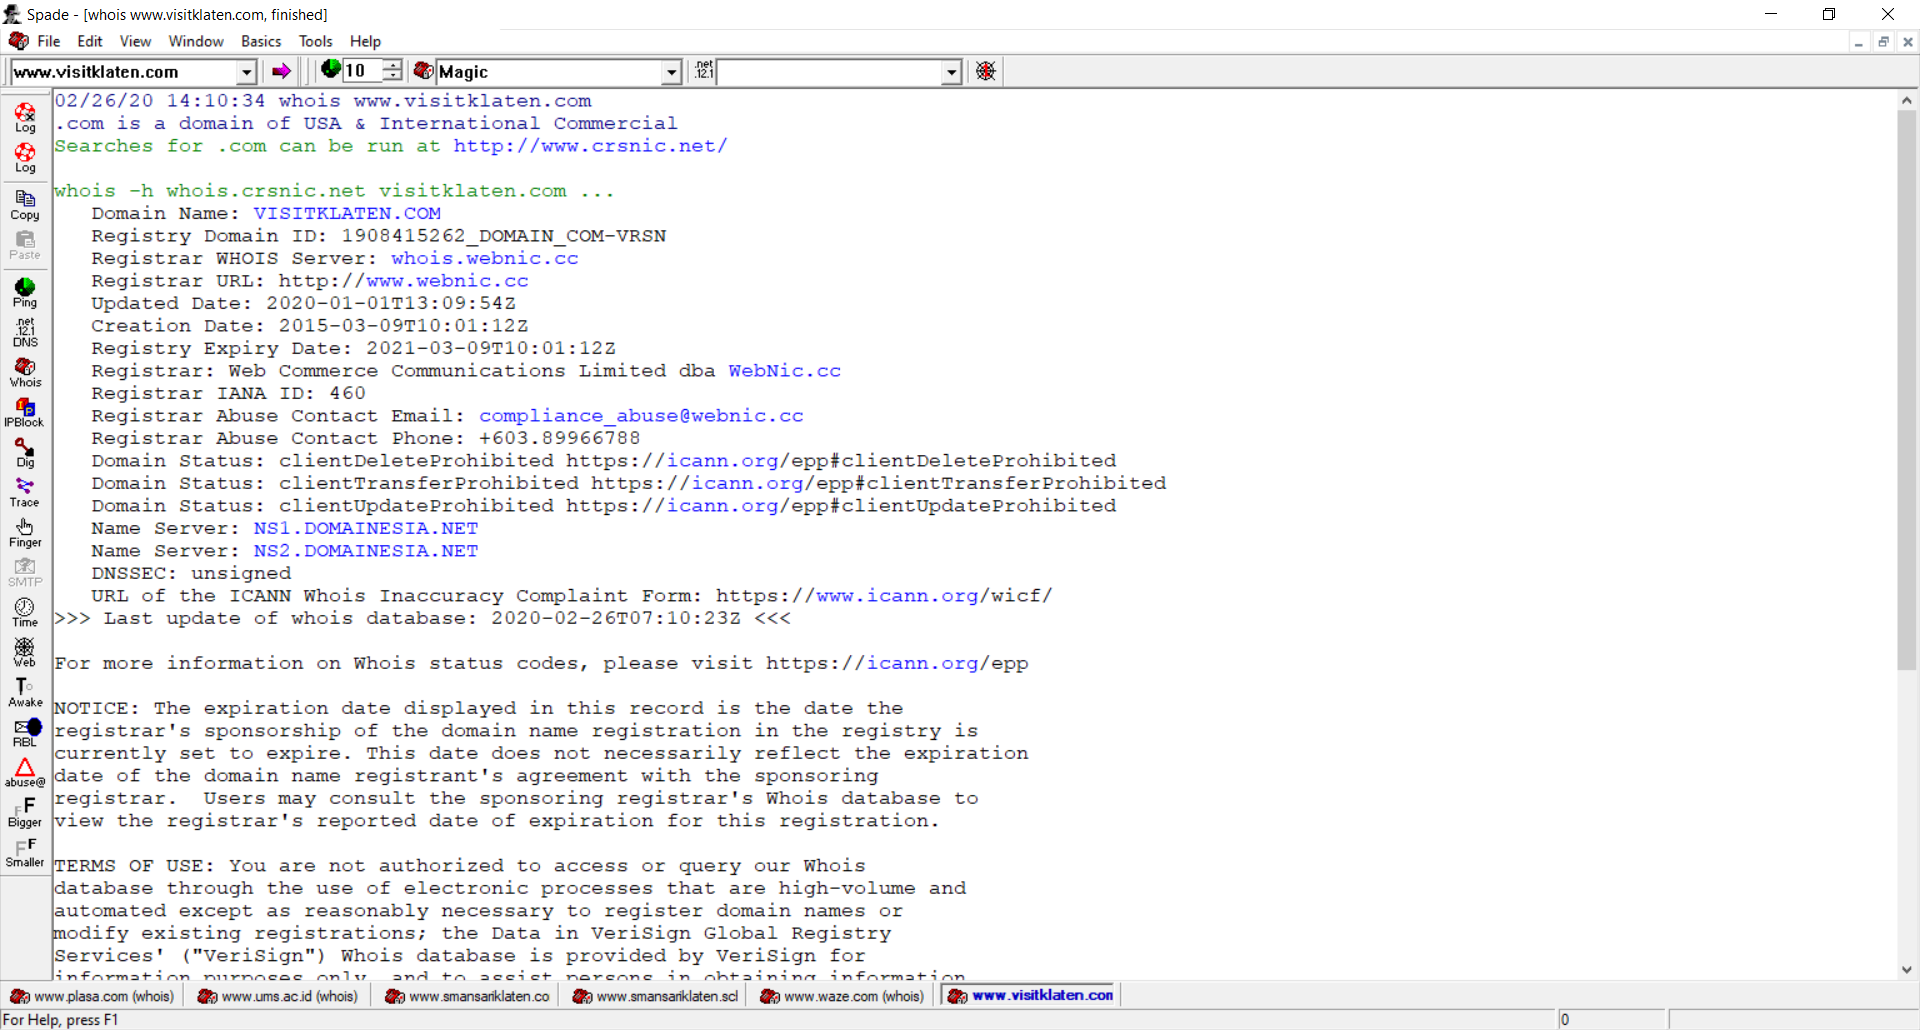 Spade - [whois www.visitklaten.com, finished]
File Edit View Window Basics Tools Help
www.visitklaten.com 10 Magic .net .12.1
Log
Log
Copy
Paste
Ping
.net .12.1 DNS
Whois
IPBlock
Dig
Trace
Finger
SMTP
Time
Web
Awake
RBL
abuse@
Bigger
Smaller
02/26/20 14:10:34 whois www.visitklaten.com
.com is a domain of USA & International Commercial
Searches for .com can be run at http://www.crsnic.net/
whois -h whois.crsnic.net visitklaten.com ...
Domain Name: VISITKLATEN.COM
Registry Domain ID: 1908415262_DOMAIN_COM-VRSN
Registrar WHOIS Server: whois.webnic.cc
Registrar URL: http://www.webnic.cc
Updated Date: 2020-01-01T13:09:54Z
Creation Date: 2015-03-09T10:01:12Z
Registry Expiry Date: 2021-03-09T10:01:12Z
Registrar: Web Commerce Communications Limited dba WebNic.cc
Registrar IANA ID: 460
Registrar Abuse Contact Email: compliance_abuse@webnic.cc
Registrar Abuse Contact Phone: +603.89966788
Domain Status: clientDeleteProhibited https://icann.org/epp#clientDeleteProhibited
Domain Status: clientTransferProhibited https://icann.org/epp#clientTransferProhibited
Domain Status: clientUpdateProhibited https://icann.org/epp#clientUpdateProhibited
Name Server: NS1.DOMAINESIA.NET
Name Server: NS2.DOMAINESIA.NET
DNSSEC: unsigned
URL of the ICANN Whois Inaccuracy Complaint Form: https://www.icann.org/wicf/
>>> Last update of whois database: 2020-02-26T07:10:23Z <<<
For more information on Whois status codes, please visit https://icann.org/epp
NOTICE: The expiration date displayed in this record is the date the
registrar's sponsorship of the domain name registration in the registry is
currently set to expire. This date does not necessarily reflect the expiration
date of the domain name registrant's agreement with the sponsoring
registrar.  Users may consult the sponsoring registrar's Whois database to
view the registrar's reported date of expiration for this registration.
TERMS OF USE: You are not authorized to access or query our Whois
database through the use of electronic processes that are high-volume and
automated except as reasonably necessary to register domain names or
modify existing registrations; the Data in VeriSign Global Registry
Services' ("VeriSign") Whois database is provided by VeriSign for
information purposes only, and to assist persons in obtaining information
www.plasa.com (whois) www.ums.ac.id (whois) www.smansariklaten.co www.smansariklaten.scl www.waze.com (whois) www.visitklaten.con
For Help, press F1 0